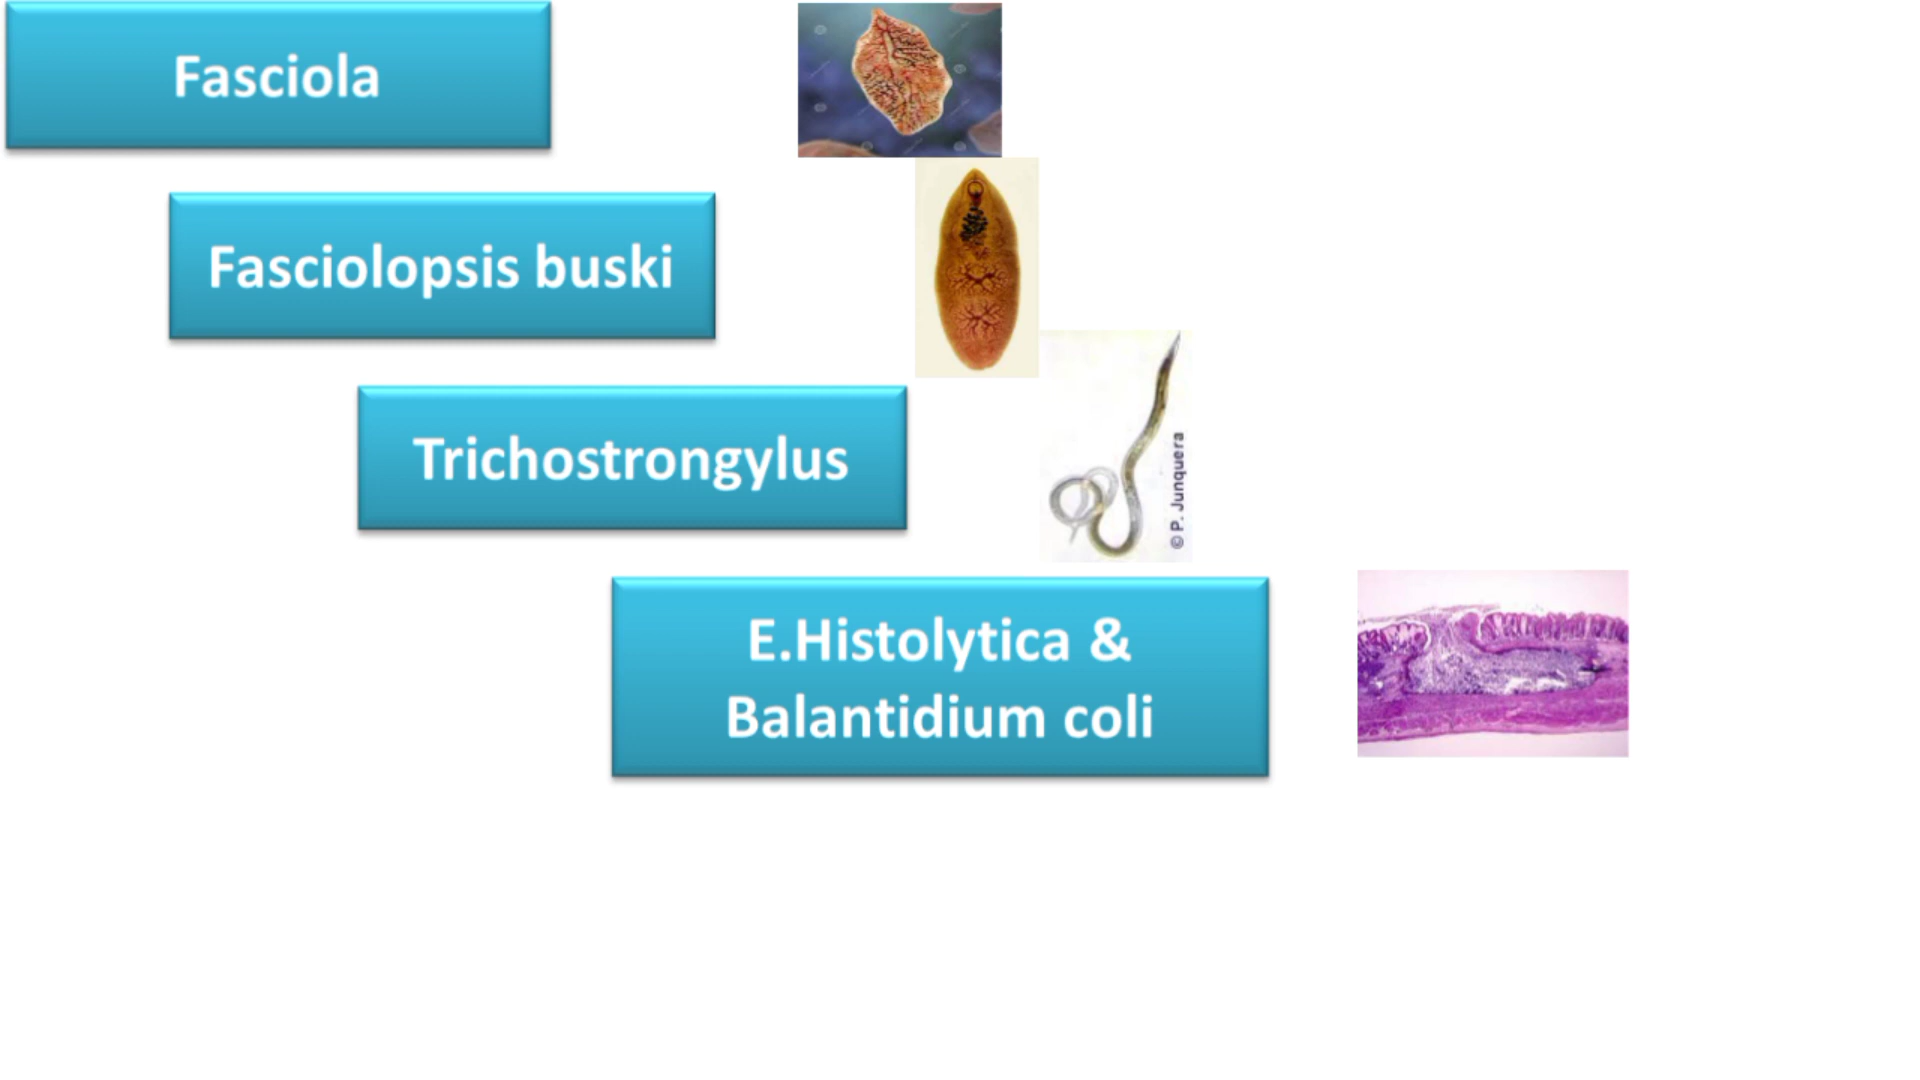 Fasciola
Fasciolopsis buski
Trichostrongylus
© P. Junquera
E.Histolytica &
Balantidium coli